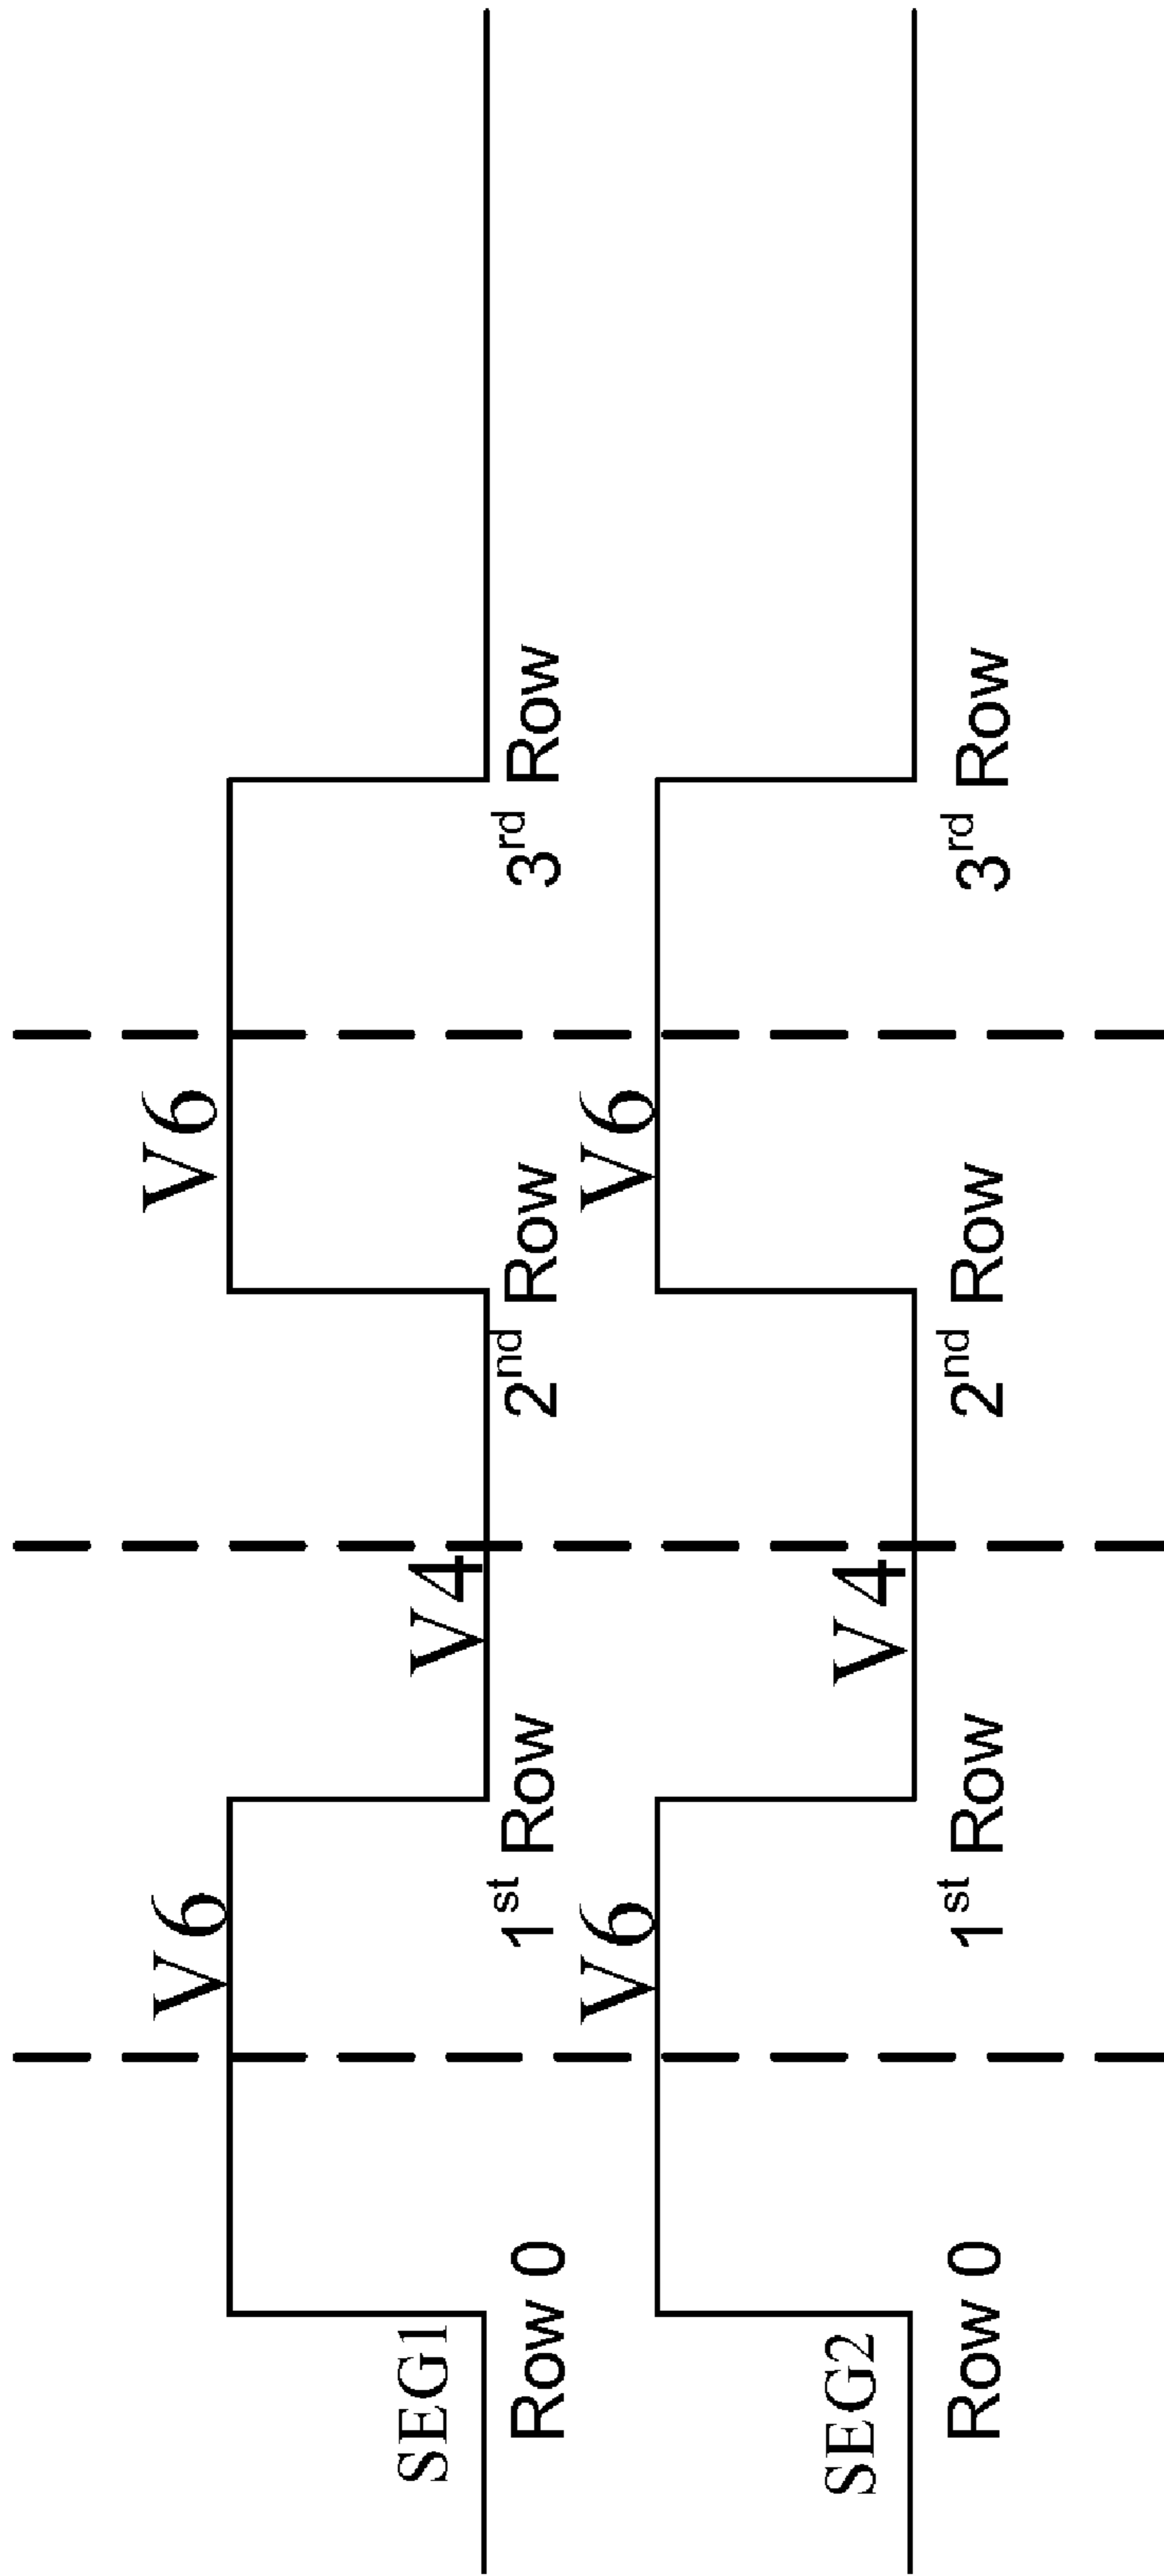 V6 V6
SEG1 V4
Row 0 1st Row 2nd Row 3rd Row
V6 V6
SEG2 V4
Row 0 1st Row 2nd Row 3rd Row